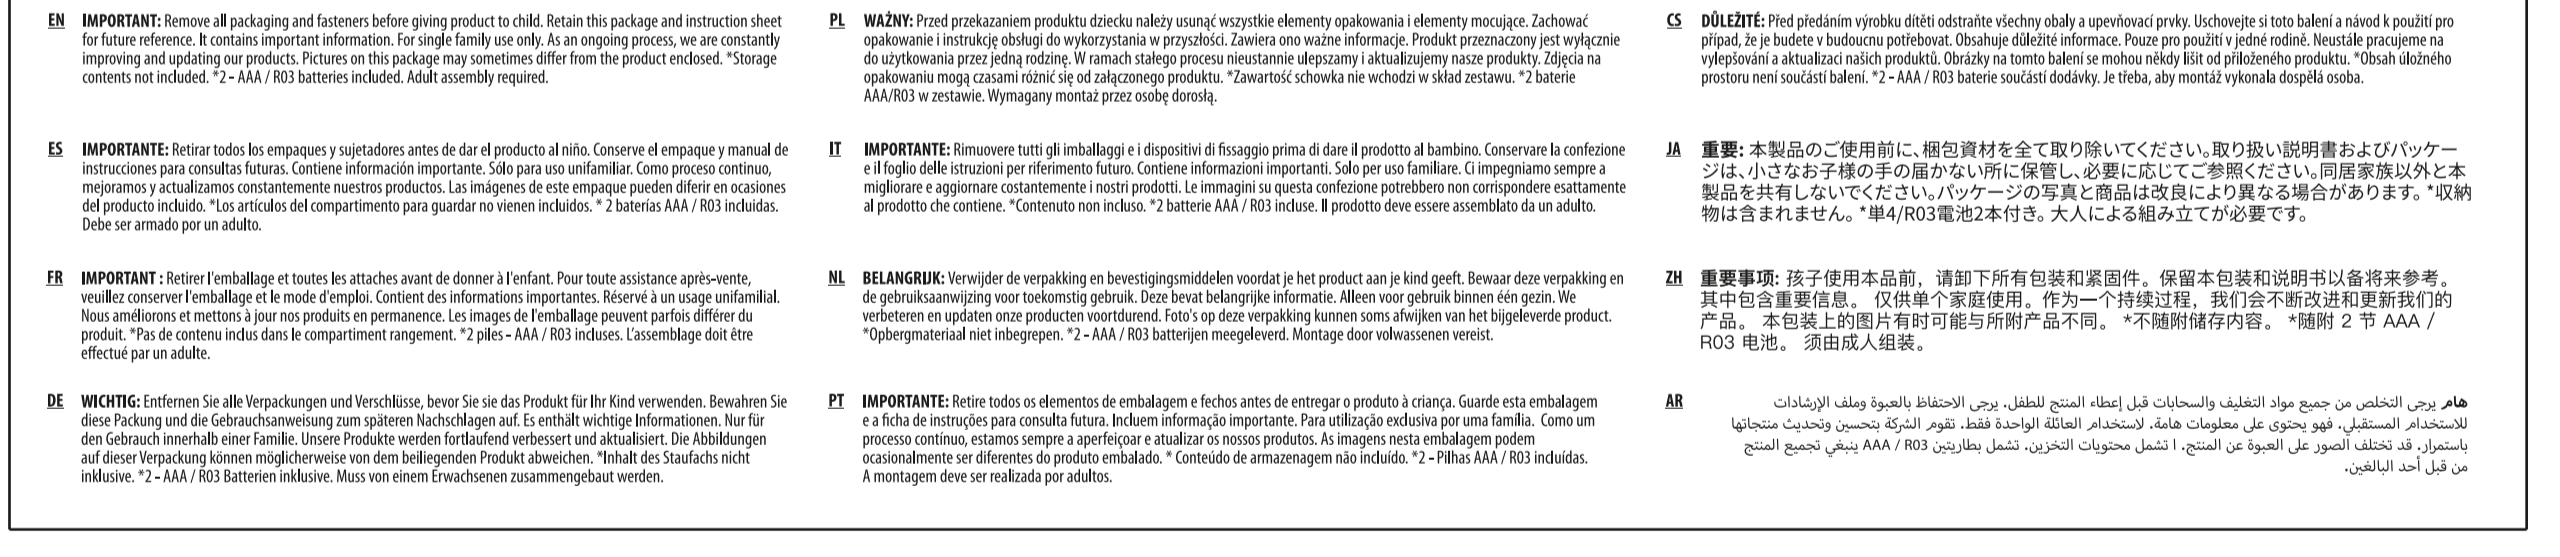 EN IMPORTANT: Remove all packaging and fasteners before giving product to child. Retain this package and instruction sheet
for future reference. It contains important information. For single family use only. As an ongoing process, we are constantly
improving and updating our products. Pictures on this package may sometimes differ from the product enclosed. *Storage
contents not included. *2 - AAA / R03 batteries included. Adult assembly required.
ES IMPORTANTE: Retirar todos los empaques y sujetadores antes de dar el producto al niño. Conserve el empaque y manual de
instrucciones para consultas futuras. Contiene información importante. Sólo para uso unifamiliar. Como proceso continuo,
mejoramos y actualizamos constantemente nuestros productos. Las imágenes de este empaque pueden diferir en ocasiones
del producto incluido. *Los artículos del compartimento para guardar no vienen incluidos. * 2 baterías AAA / R03 incluidas.
Debe ser armado por un adulto.
FR IMPORTANT : Retirer l'emballage et toutes les attaches avant de donner à l'enfant. Pour toute assistance après-vente,
veuillez conserver l'emballage et le mode d'emploi. Contient des informations importantes. Réservé à un usage unifamilial.
Nous améliorons et mettons à jour nos produits en permanence. Les images de l'emballage peuvent parfois différer du
produit. *Pas de contenu inclus dans le compartiment rangement. *2 piles - AAA / R03 incluses. L'assemblage doit être
effectué par un adulte.
DE WICHTIG: Entfernen Sie alle Verpackungen und Verschlüsse, bevor Sie sie das Produkt für Ihr Kind verwenden. Bewahren Sie
diese Packung und die Gebrauchsanweisung zum späteren Nachschlagen auf. Es enthält wichtige Informationen. Nur für
den Gebrauch innerhalb einer Familie. Unsere Produkte werden fortlaufend verbessert und aktualisiert. Die Abbildungen
auf dieser Verpackung können möglicherweise von dem beiliegenden Produkt abweichen. *Inhalt des Staufachs nicht
inklusive. *2 - AAA / R03 Batterien inklusive. Muss von einem Erwachsenen zusammengebaut werden.
PL WAŻNY: Przed przekazaniem produktu dziecku należy usunąć wszystkie elementy opakowania i elementy mocujące. Zachować
opakowanie i instrukcję obsługi do wykorzystania w przyszłości. Zawiera ono ważne informacje. Produkt przeznaczony jest wyłącznie
do użytkowania przez jedną rodzinę. W ramach stałego procesu nieustannie ulepszamy i aktualizujemy nasze produkty. Zdjęcia na
opakowaniu mogą czasami różnić się od załączonego produktu. *Zawartość schowka nie wchodzi w skład zestawu. *2 baterie
AAA/R03 w zestawie. Wymagany montaż przez osobę dorosłą.
IT IMPORTANTE: Rimuovere tutti gli imballaggi e i dispositivi di fissaggio prima di dare il prodotto al bambino. Conservare la confezione
e il foglio delle istruzioni per riferimento futuro. Contiene informazioni importanti. Solo per uso familiare. Ci impegniamo sempre a
migliorare e aggiornare costantemente i nostri prodotti. Le immagini su questa confezione potrebbero non corrispondere esattamente
al prodotto che contiene. *Contenuto non incluso. *2 batterie AAA / R03 incluse. Il prodotto deve essere assemblato da un adulto.
NL BELANGRIJK: Verwijder de verpakking en bevestigingsmiddelen voordat je het product aan je kind geeft. Bewaar deze verpakking en
de gebruiksaanwijzing voor toekomstig gebruik. Deze bevat belangrijke informatie. Alleen voor gebruik binnen één gezin. We
verbeteren en updaten onze producten voortdurend. Foto's op deze verpakking kunnen soms afwijken van het bijgeleverde product.
*Opbergmateriaal niet inbegrepen. *2 - AAA / R03 batterijen meegeleverd. Montage door volwassenen vereist.
PT IMPORTANTE: Retire todos os elementos de embalagem e fechos antes de entregar o produto à criança. Guarde esta embalagem
e a ficha de instruções para consulta futura. Incluem informação importante. Para utilização exclusiva por uma família. Como um
processo contínuo, estamos sempre a aperfeiçoar e atualizar os nossos produtos. As imagens nesta embalagem podem
ocasionalmente ser diferentes do produto embalado. * Conteúdo de armazenagem não incluído. *2 - Pilhas AAA / R03 incluídas.
A montagem deve ser realizada por adultos.
CS DŮLEŽITÉ: Před předáním výrobku dítěti odstraňte všechny obaly a upevňovací prvky. Uschovejte si toto balení a návod k použití pro
případ, že je budete v budoucnu potřebovat. Obsahuje důležité informace. Pouze pro použití v jedné rodině. Neustále pracujeme na
vylepšování a aktualizaci našich produktů. Obrázky na tomto balení se mohou někdy lišit od přiloženého produktu. *Obsah úložného
prostoru není součástí balení. *2 - AAA / R03 baterie součástí dodávky. Je třeba, aby montáž vykonala dospělá osoba.
JA 重要: 本製品のご使用前に、梱包資材を全て取り除いてください。取り扱い説明書およびパッケー
ジは、小さなお子様の手の届かない所に保管し、必要に応じてご参照ください。同居家族以外と本
製品を共有しないでください。パッケージの写真と商品は改良により異なる場合があります。*収納
物は含まれません。*単4/R03電池2本付き。大人による組み立てが必要です。
ZH 重要事项: 孩子使用本品前，请卸下所有包装和紧固件。保留本包装和说明书以备将来参考。
其中包含重要信息。 仅供单个家庭使用。作为一个持续过程，我们会不断改进和更新我们的
产品。 本包装上的图片有时可能与所附产品不同。 *不随附储存内容。 *随附 2 节 AAA /
R03 电池。 须由成人组装。
AR هام يرجى التخلص من جميع مواد التغليف والسحابات قبل إعطاء المنتج للطفل. يرجى الاحتفاظ بالعبوة وملف الإرشادات
للاستخدام المستقبلي. فهو يحتوى على معلومات هامة. لاستخدام العائلة الواحدة فقط. تقوم الشركة بتحسين وتحديث منتجاتها
باستمرار. قد تختلف الصور على العبوة عن المنتج. ا تشمل محتويات التخزين. تشمل بطاريتين AAA / R03 ينبغي تجميع المنتج
من قبل أحد البالغين.